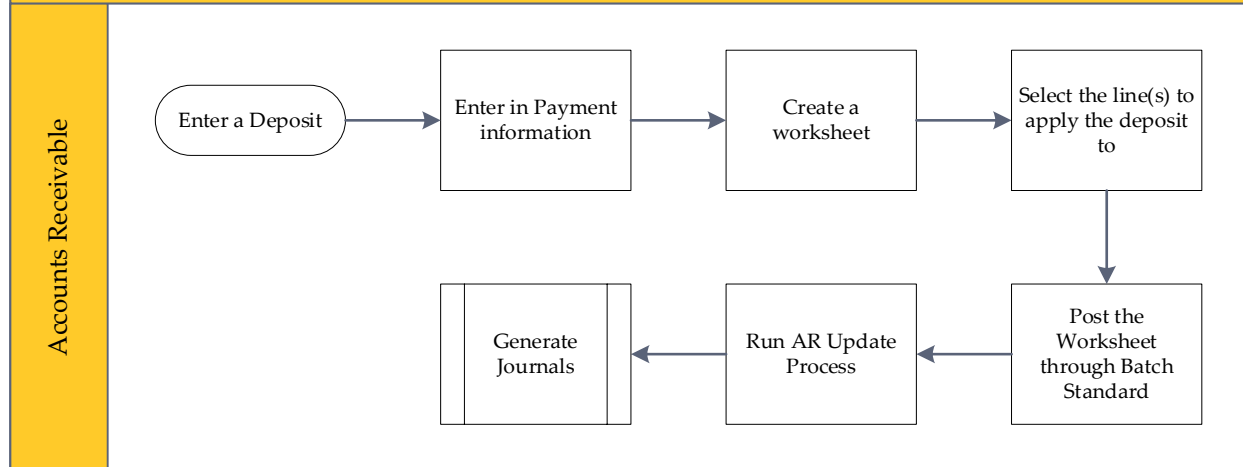 Accounts Receivable
Enter a Deposit
Enter in Payment
information
Create a
worksheet
Select the line(s) to
apply the deposit
to
Post the
Worksheet
through Batch
Standard
Run AR Update
Process
Generate
Journals